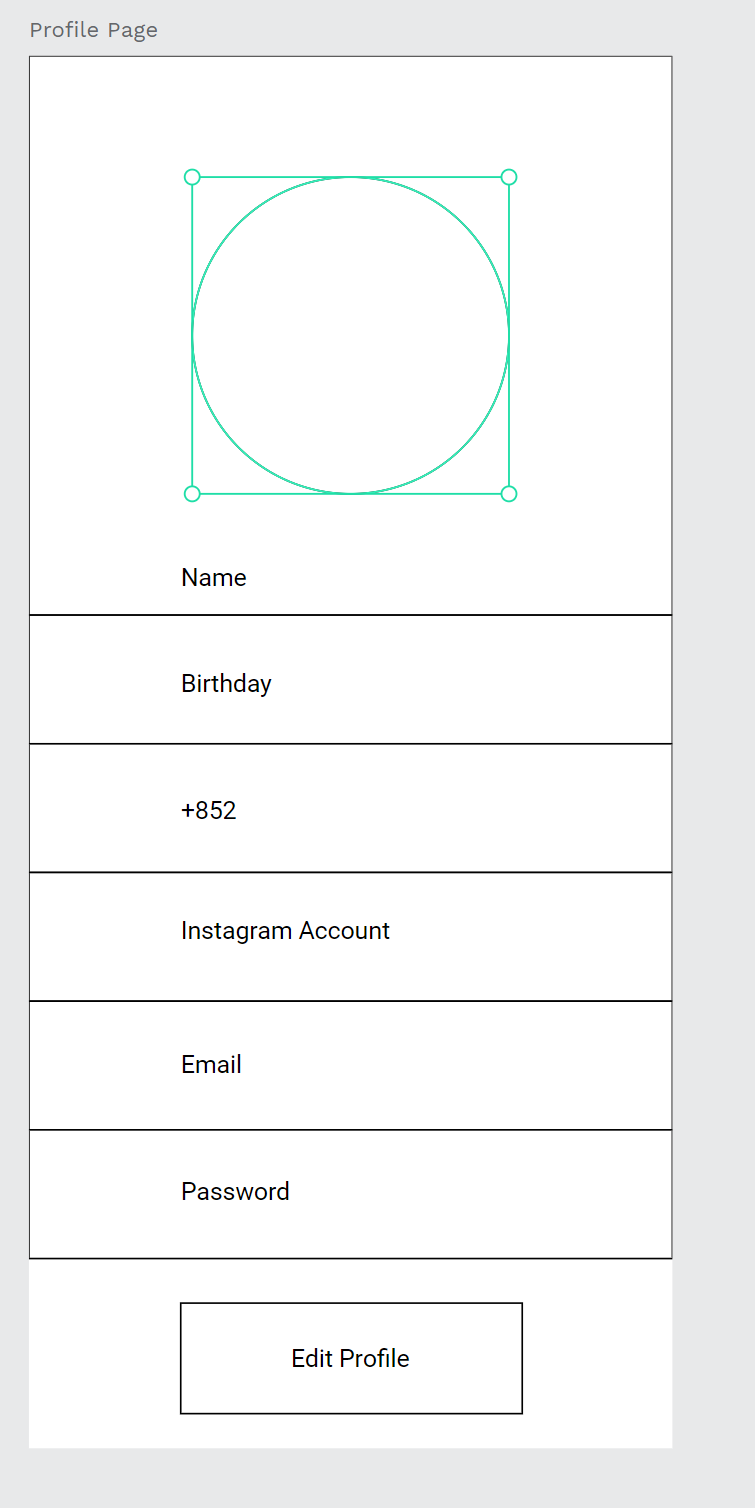 Profile Page
Name
Birthday
+852
Instagram Account
Email
Password
Edit Profile